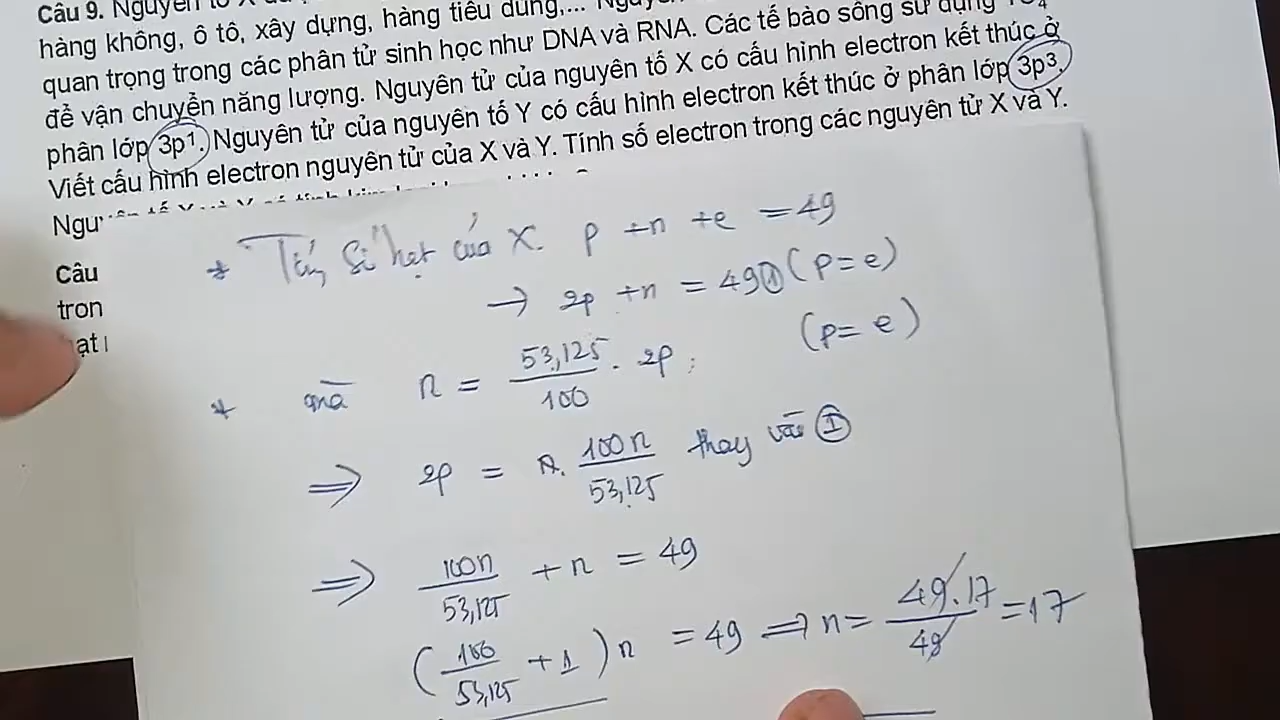 Câu 9. Nguyên tố X
hàng không, ô tô, xây dựng, hàng tiêu dùng,...
quan trọng trong các phân tử sinh học như DNA và RNA. Các tế bào sống sử dụng
để vận chuyển năng lượng. Nguyên tử của nguyên tố X có cấu hình electron kết thúc ở
phân lớp 3p¹. Nguyên tử của nguyên tố Y có cấu hình electron kết thúc ở phân lớp 3p³.
Viết cấu hình electron nguyên tử của X và Y. Tính số electron trong các nguyên tử X và Y.
Câu
tron
* Tổng Số hạt của X. p + n + e = 49
→ 2p + n = 49 ① (p = e)
(p = e)
* mà n = 53,125/100 . 2p ;
⇒ 2p = 100n/53,125 thay vào Ⓘ
⇒ 100n/53,125 + n = 49
(100/53,125 + 1) n = 49 ⇒ n = 49.17/49 = 17